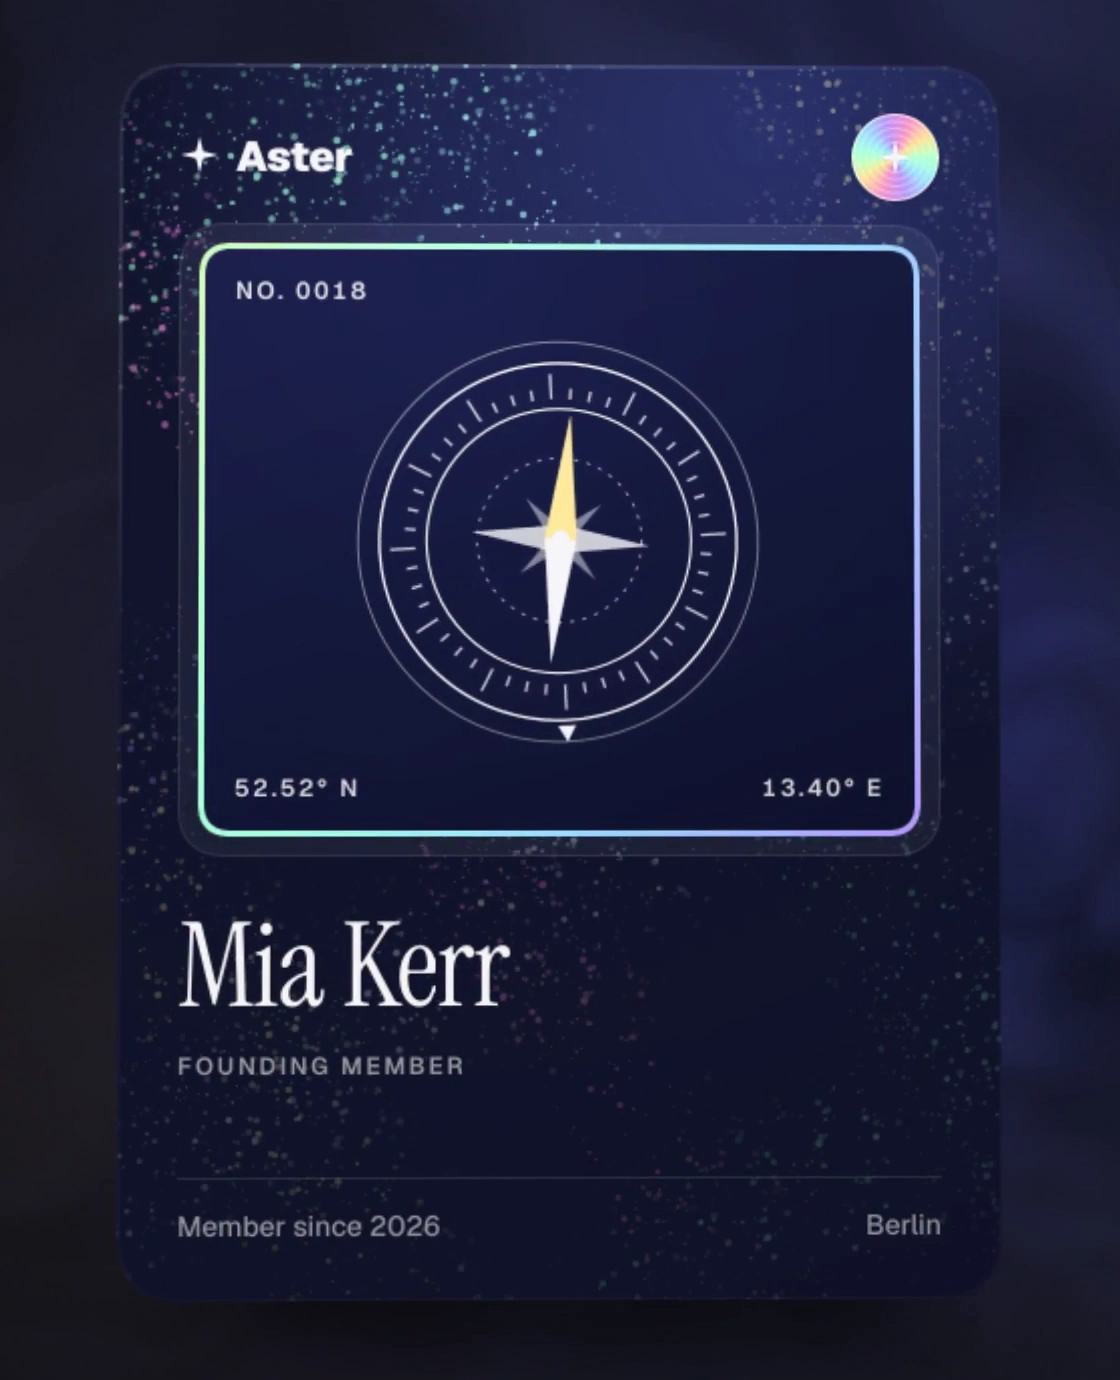 Aster
NO. 0018
52.52° N
13.40° E
Mia Kerr
FOUNDING MEMBER
Member since 2026
Berlin